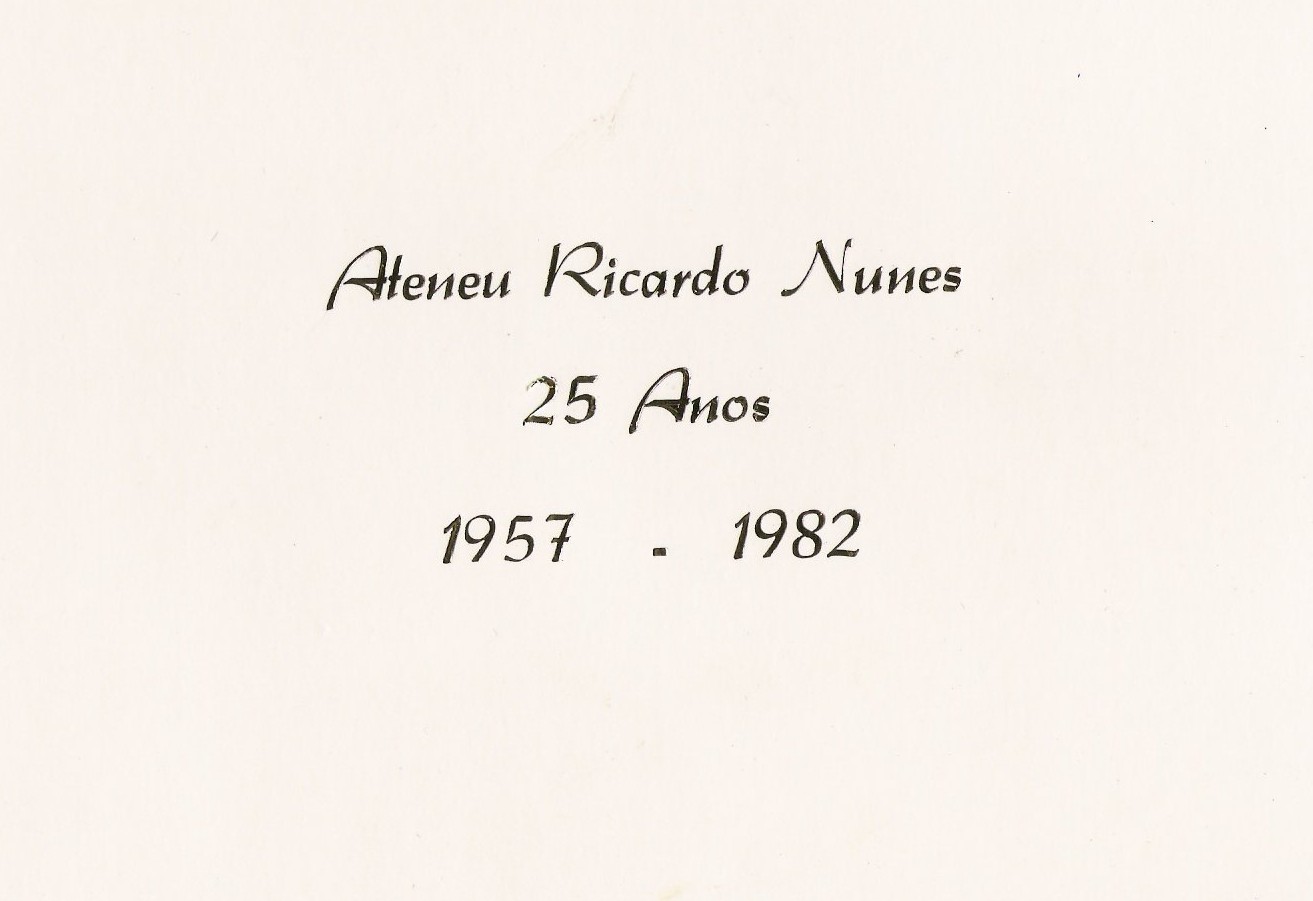 Ateneu Ricardo Nunes
25 Anos
1957 - 1982